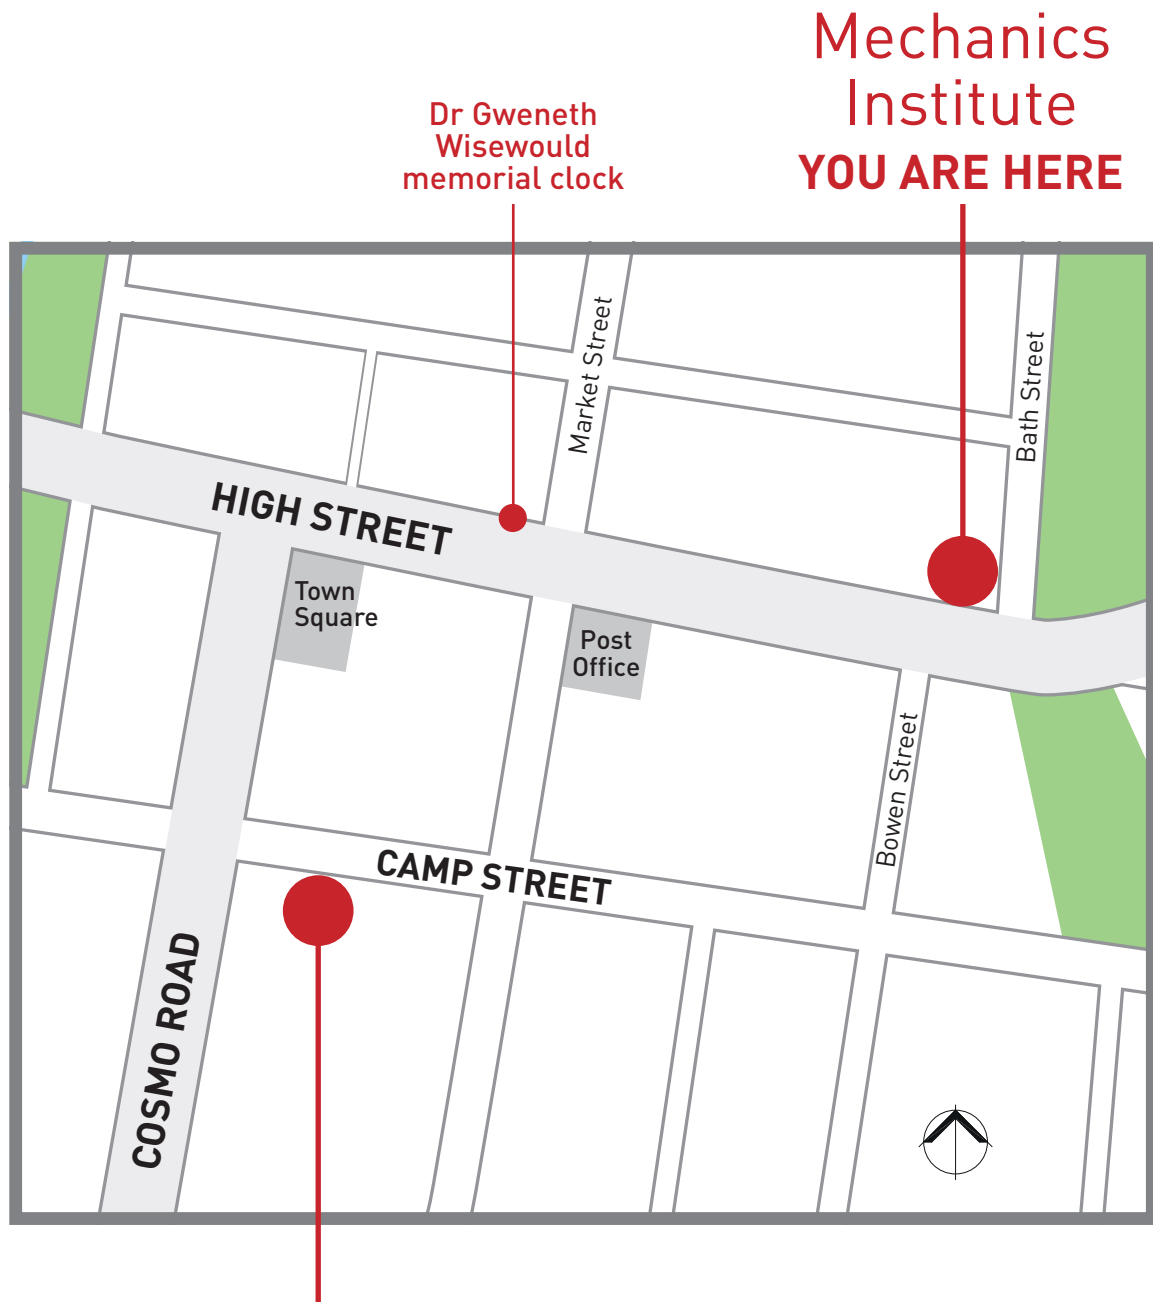 Mechanics
Institute
YOU ARE HERE
Dr Gweneth
Wisewould
memorial clock
Market Street
Bath Street
HIGH STREET
Town
Square
Post
Office
Bowen Street
CAMP STREET
COSMO ROAD